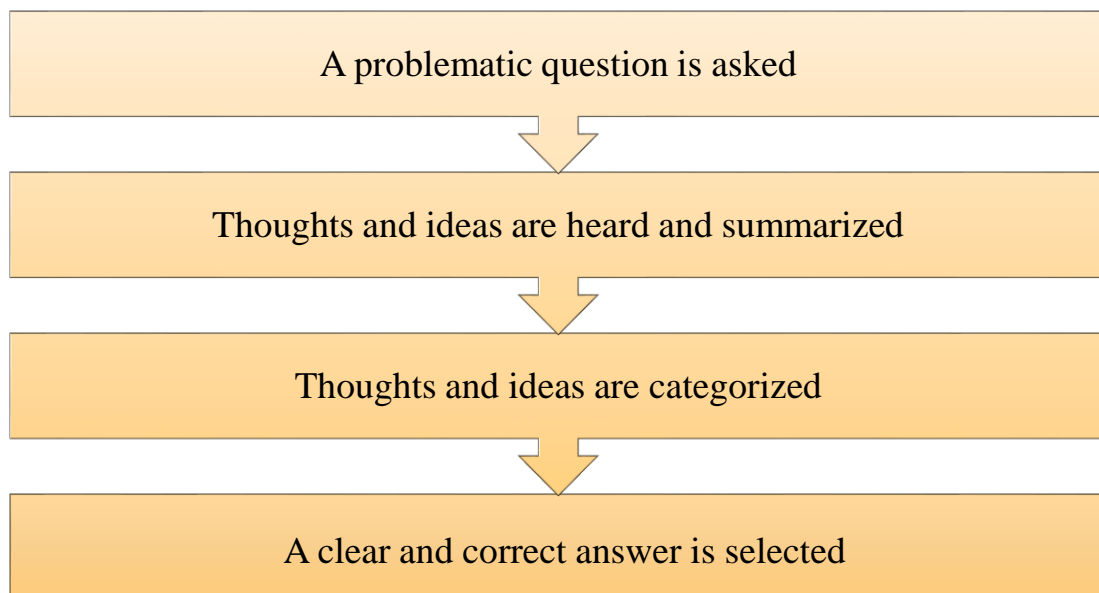 A problematic question is asked
Thoughts and ideas are heard and summarized
Thoughts and ideas are categorized
A clear and correct answer is selected